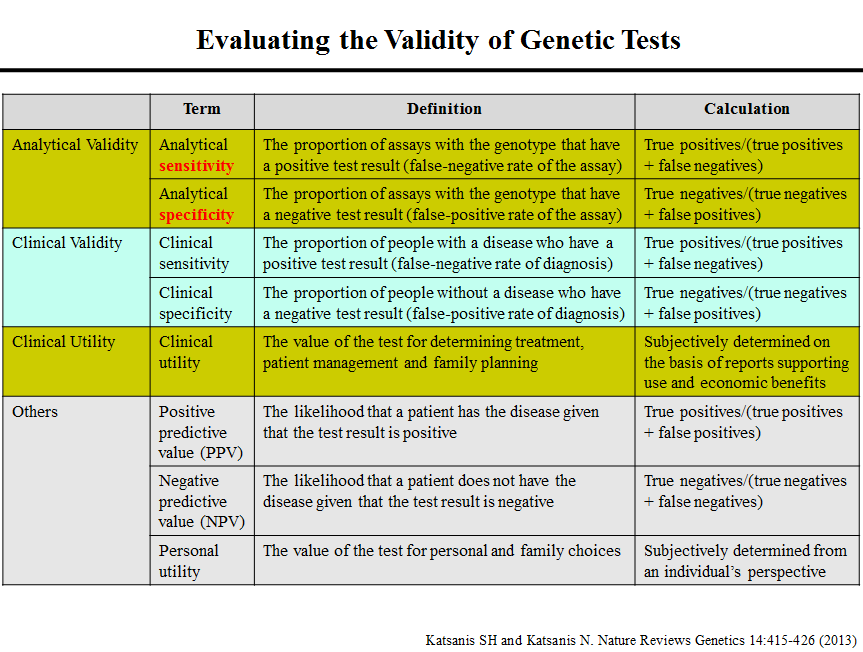 Evaluating the Validity of Genetic Tests
Term
Definition
Calculation
Analytical Validity
Analytical
sensitivity
The proportion of assays with the genotype that have
a positive test result (false-negative rate of the assay)
True positives/(true positives
+ false negatives)
Analytical
specificity
The proportion of assays with the genotype that have
a negative test result (false-positive rate of the assay)
True negatives/(true negatives
+ false positives)
Clinical Validity
Clinical
sensitivity
The proportion of people with a disease who have a
positive test result (false-negative rate of diagnosis)
True positives/(true positives
+ false negatives)
Clinical
specificity
The proportion of people without a disease who have
a negative test result (false-positive rate of diagnosis)
True negatives/(true negatives
+ false positives)
Clinical Utility
Clinical
utility
The value of the test for determining treatment,
patient management and family planning
Subjectively determined on
the basis of reports supporting
use and economic benefits
Others
Positive
predictive
value (PPV)
The likelihood that a patient has the disease given
that the test result is positive
True positives/(true positives
+ false positives)
Negative
predictive
value (NPV)
The likelihood that a patient does not have the
disease given that the test result is negative
True negatives/(true negatives
+ false negatives)
Personal
utility
The value of the test for personal and family choices
Subjectively determined from
an individual's perspective
Katsanis SH and Katsanis N. Nature Reviews Genetics 14:415-426 (2013)